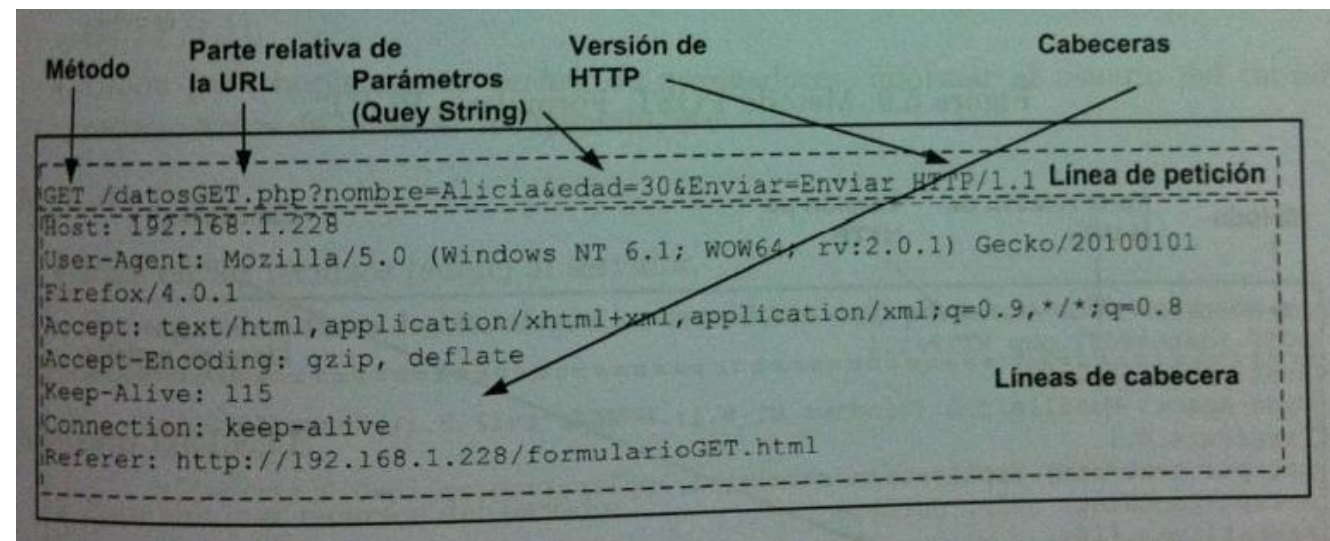 Método
Parte relativa de
la URL
Parámetros
(Quey String)
Versión de
HTTP
Cabeceras
GET /datosGET.php?nombre=Alicia&edad=30&Enviar=Enviar HTTP/1.1 Línea de petición
Host: 192.168.1.228
User-Agent: Mozilla/5.0 (Windows NT 6.1; WOW64; rv:2.0.1) Gecko/20100101
Firefox/4.0.1
Accept: text/html,application/xhtml+xml,application/xml;q=0.9,*/*;q=0.8
Accept-Encoding: gzip, deflate
Keep-Alive: 115
Líneas de cabecera
Connection: keep-alive
Referer: http://192.168.1.228/formularioGET.html